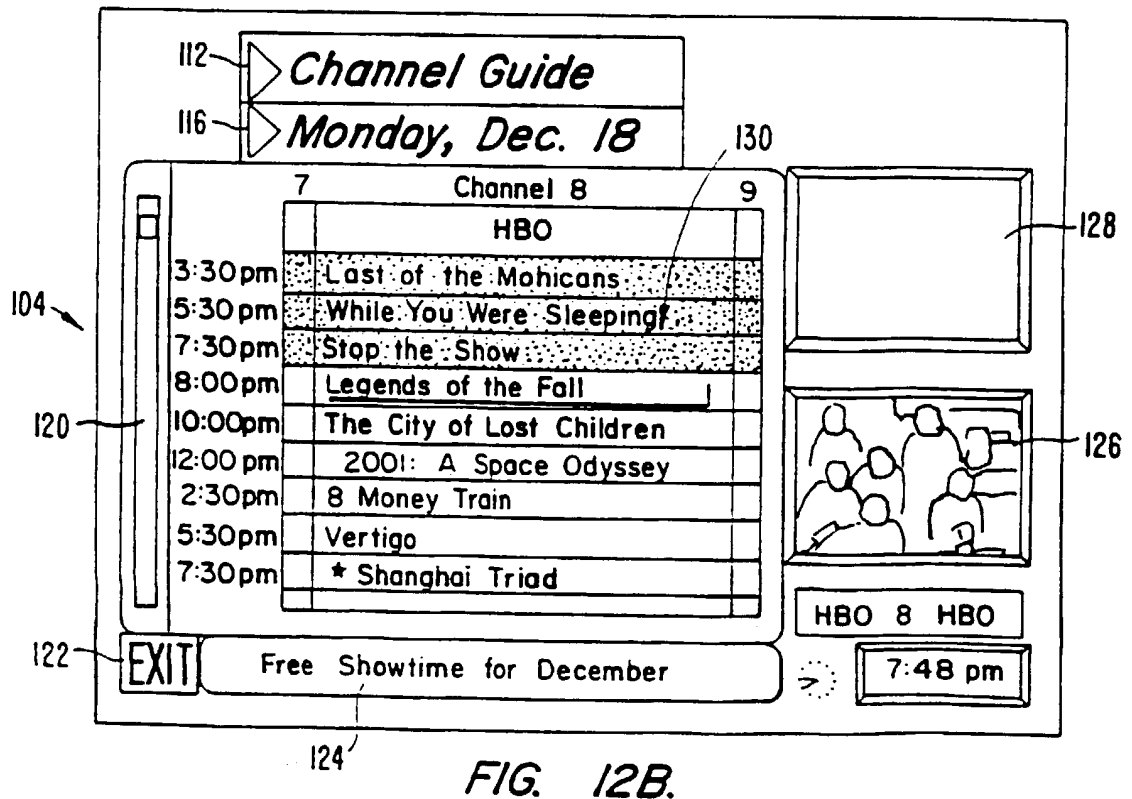 112
Channel Guide
116
Monday, Dec. 18
130
7 Channel 8 9
HBO
128
3:30pm Last of the Mohicans
104
5:30pm While You Were Sleeping
7:30pm Stop the Show
8:00pm Legends of the Fall
120
10:00pm The City of Lost Children
126
12:00 pm 2001: A Space Odyssey
2:30pm 8 Money Train
5:30pm Vertigo
7:30pm * Shanghai Triad
HBO 8 HBO
122
EXIT
Free Showtime for December
7:48 pm
124
FIG. 12B.